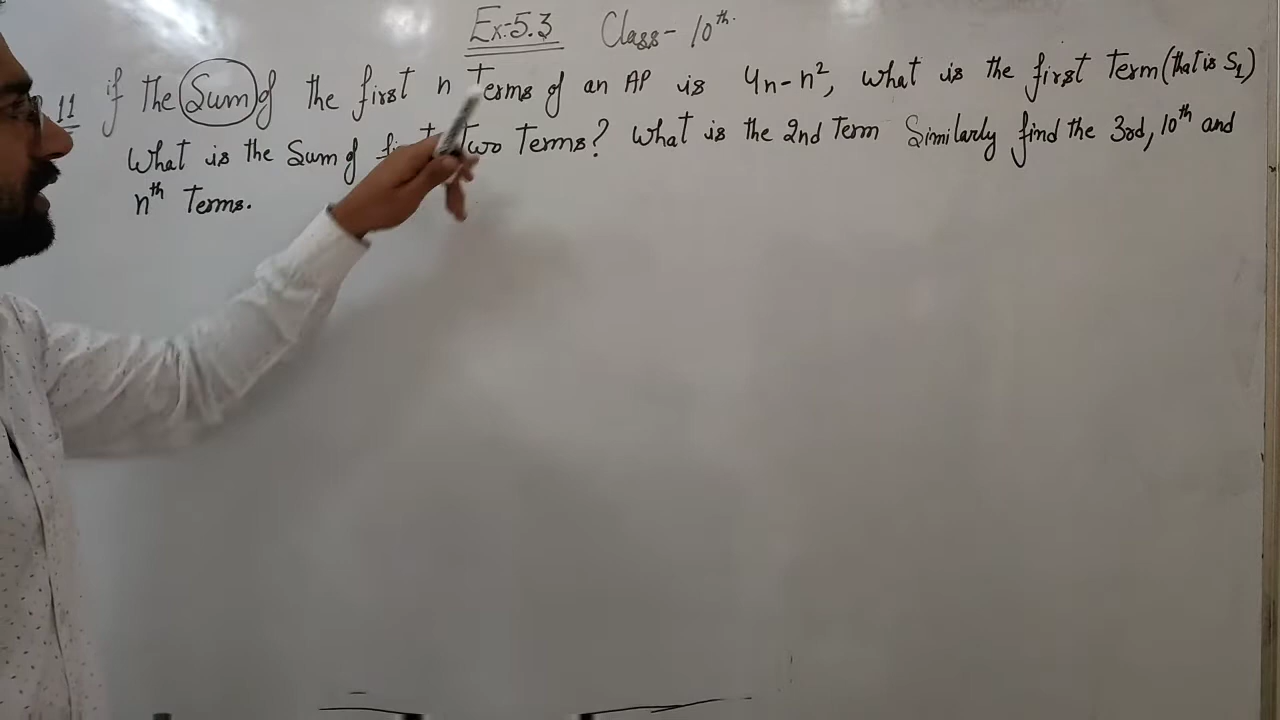 Ex:-5.3 Class- 10th.
11 if the Sum of the first n Terms of an AP is 4n-n², what is the first Term (that is S₁)
What is the Sum of Two Terms? What is the 2nd Term Similarly find the 3rd, 10th and
nth Terms.